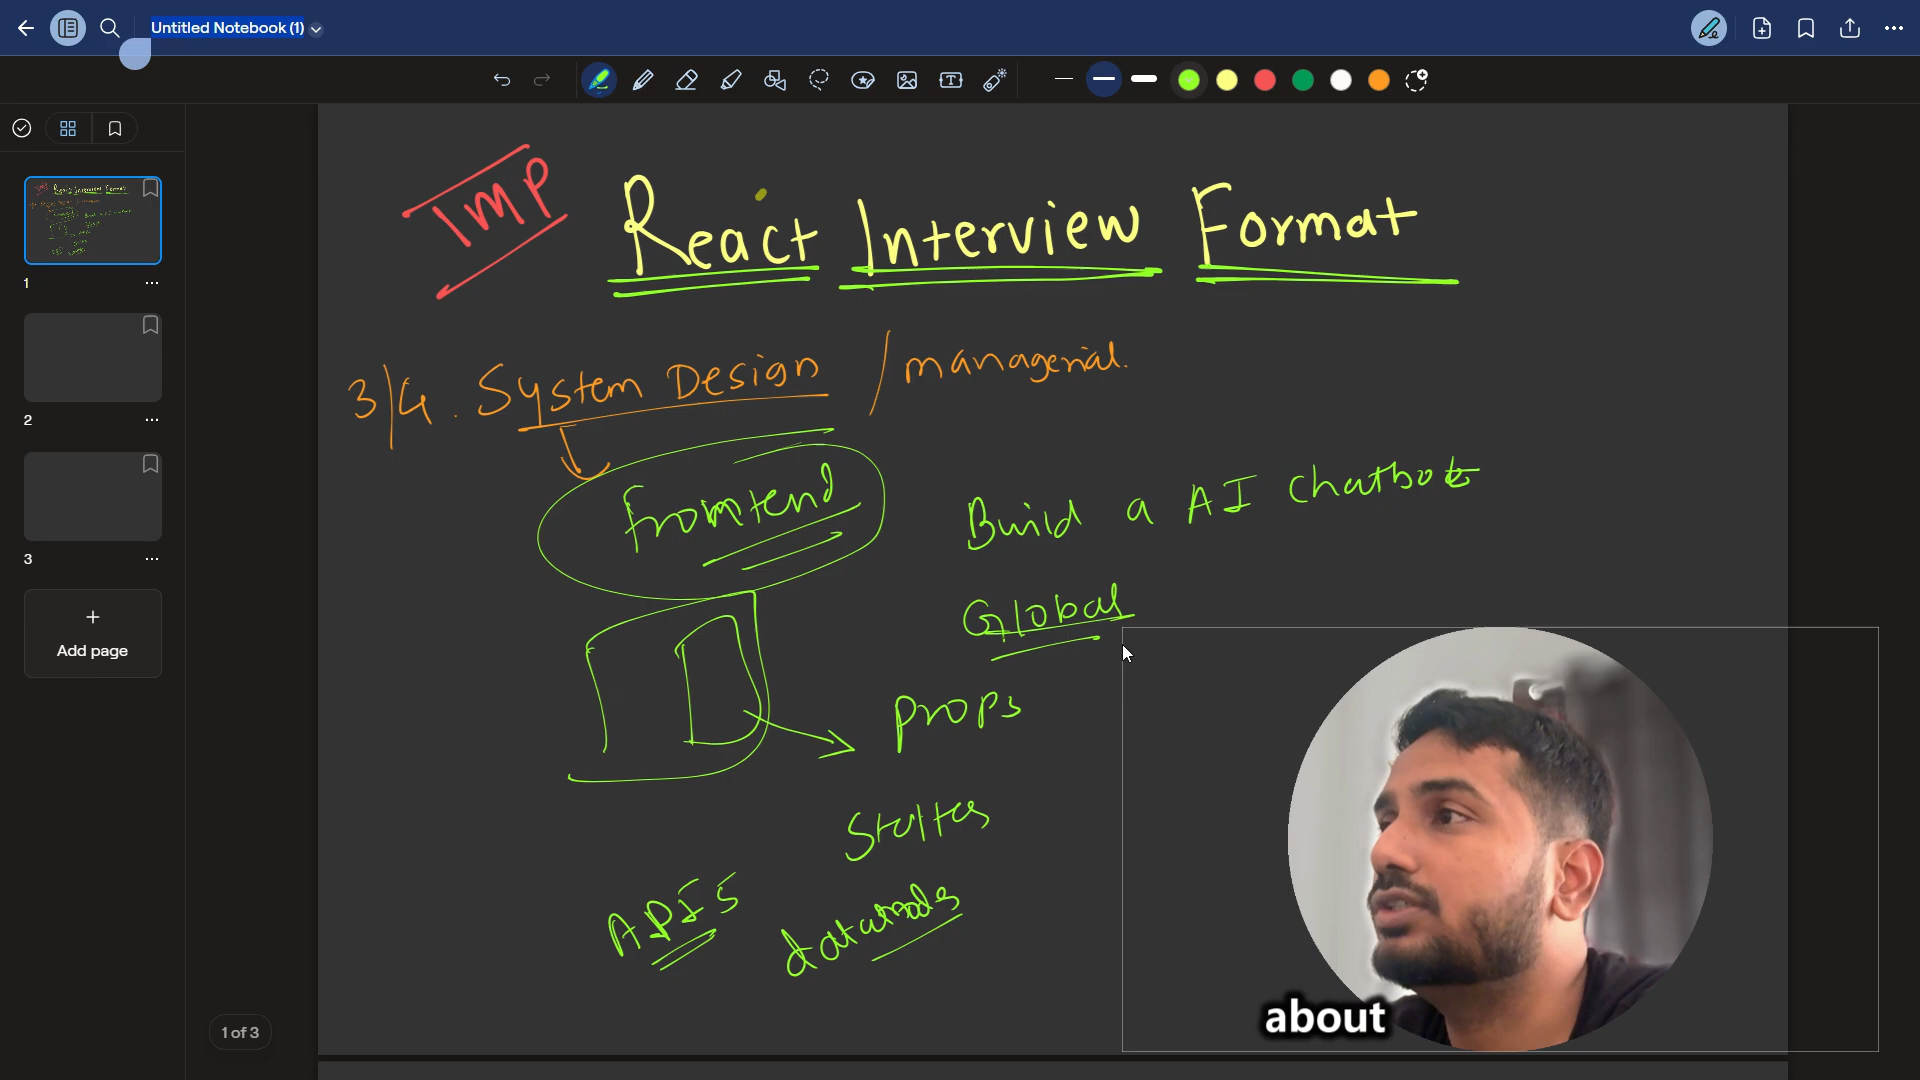 Untitled Notebook (1)
IMP
React Interview Format
3/4. System Design / managerial.
frontend
Build a AI Chatbot
Global
Props
States
APIs
1
2
3
Add page
1 of 3
about